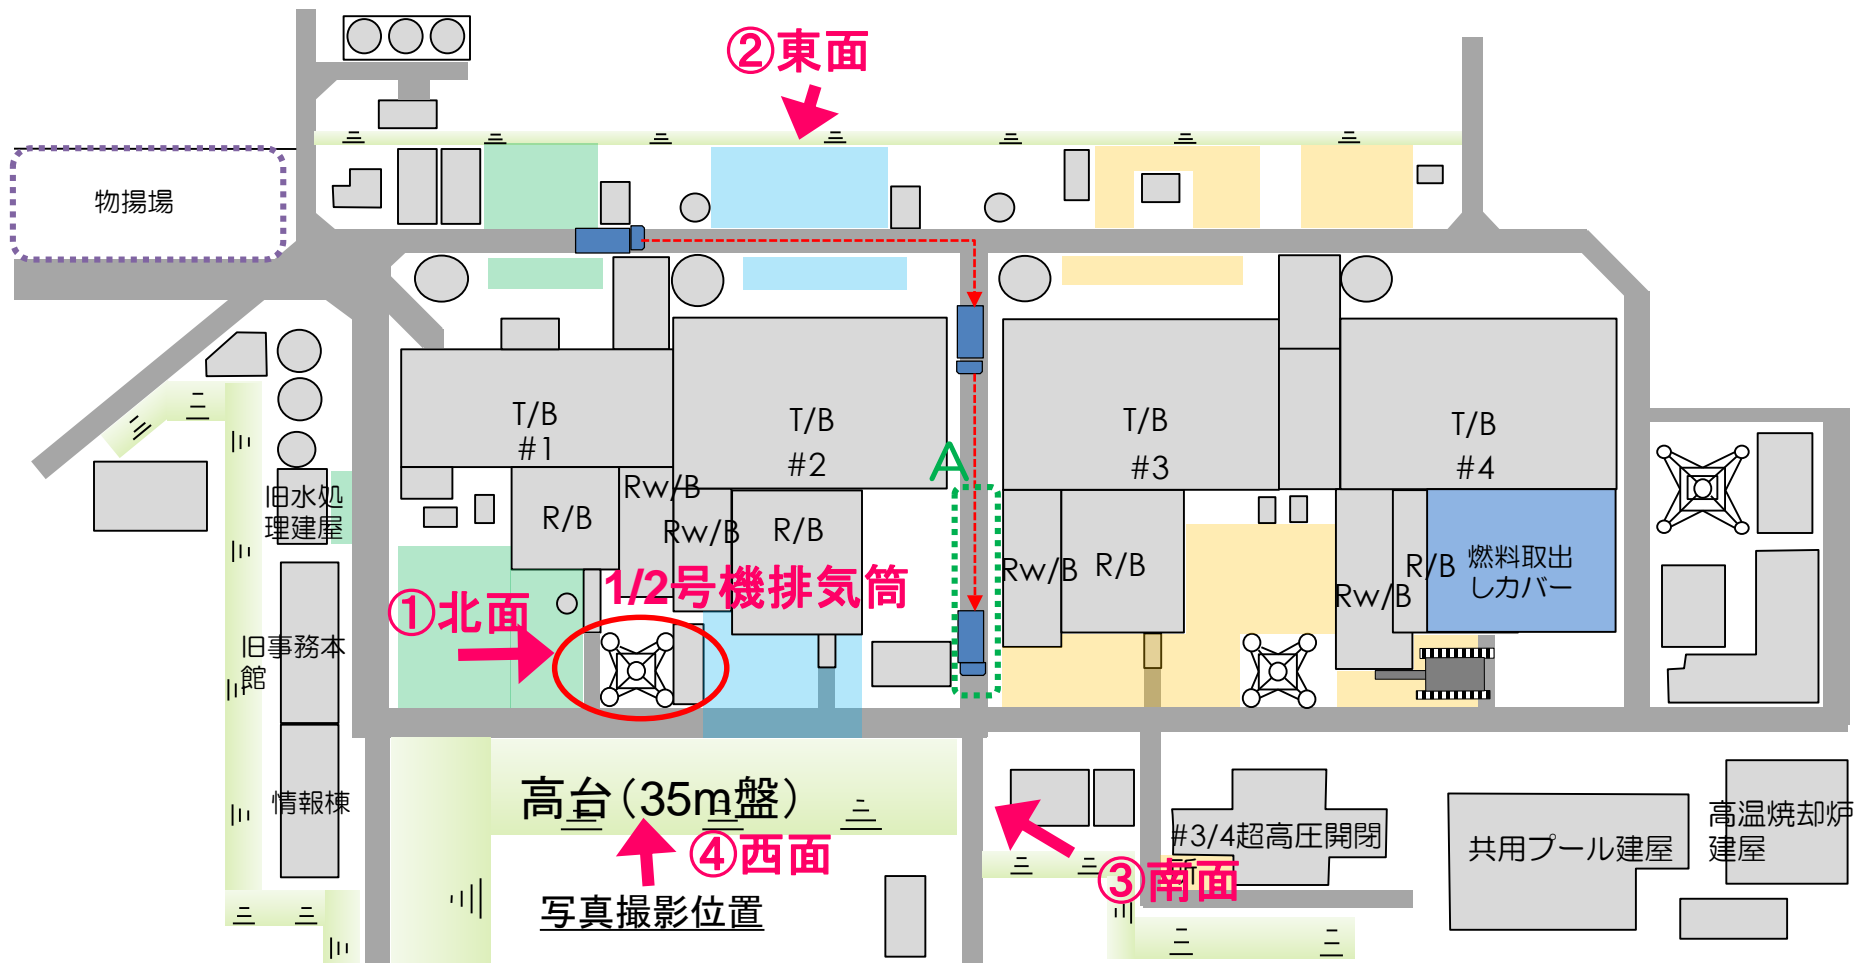 ②東面
物揚場
T/B
#1
T/B
#2
T/B
#3
T/B
#4
A
旧水処
理建屋
R/B
Rw/B
Rw/B
R/B
Rw/B
R/B
Rw/B
R/B
燃料取出
しカバー
1/2号機排気筒
①北面
旧事務本
館
情報棟
高台（35m盤）
④西面
写真撮影位置
③南面
#3/4超高圧開閉
所
共用プール建屋
高温焼却炉
建屋